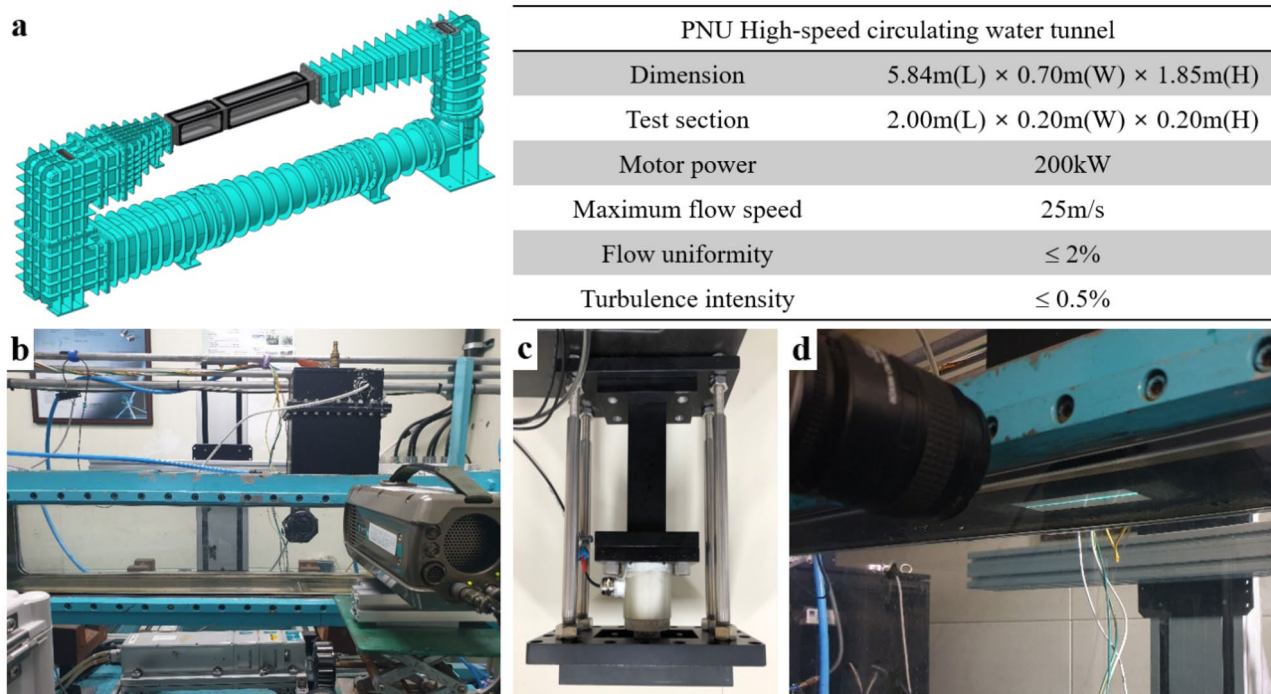 a
PNU High-speed circulating water tunnel
Dimension 5.84m(L) × 0.70m(W) × 1.85m(H)
Test section 2.00m(L) × 0.20m(W) × 0.20m(H)
Motor power 200kW
Maximum flow speed 25m/s
Flow uniformity ≤ 2%
Turbulence intensity ≤ 0.5%
b
c
d